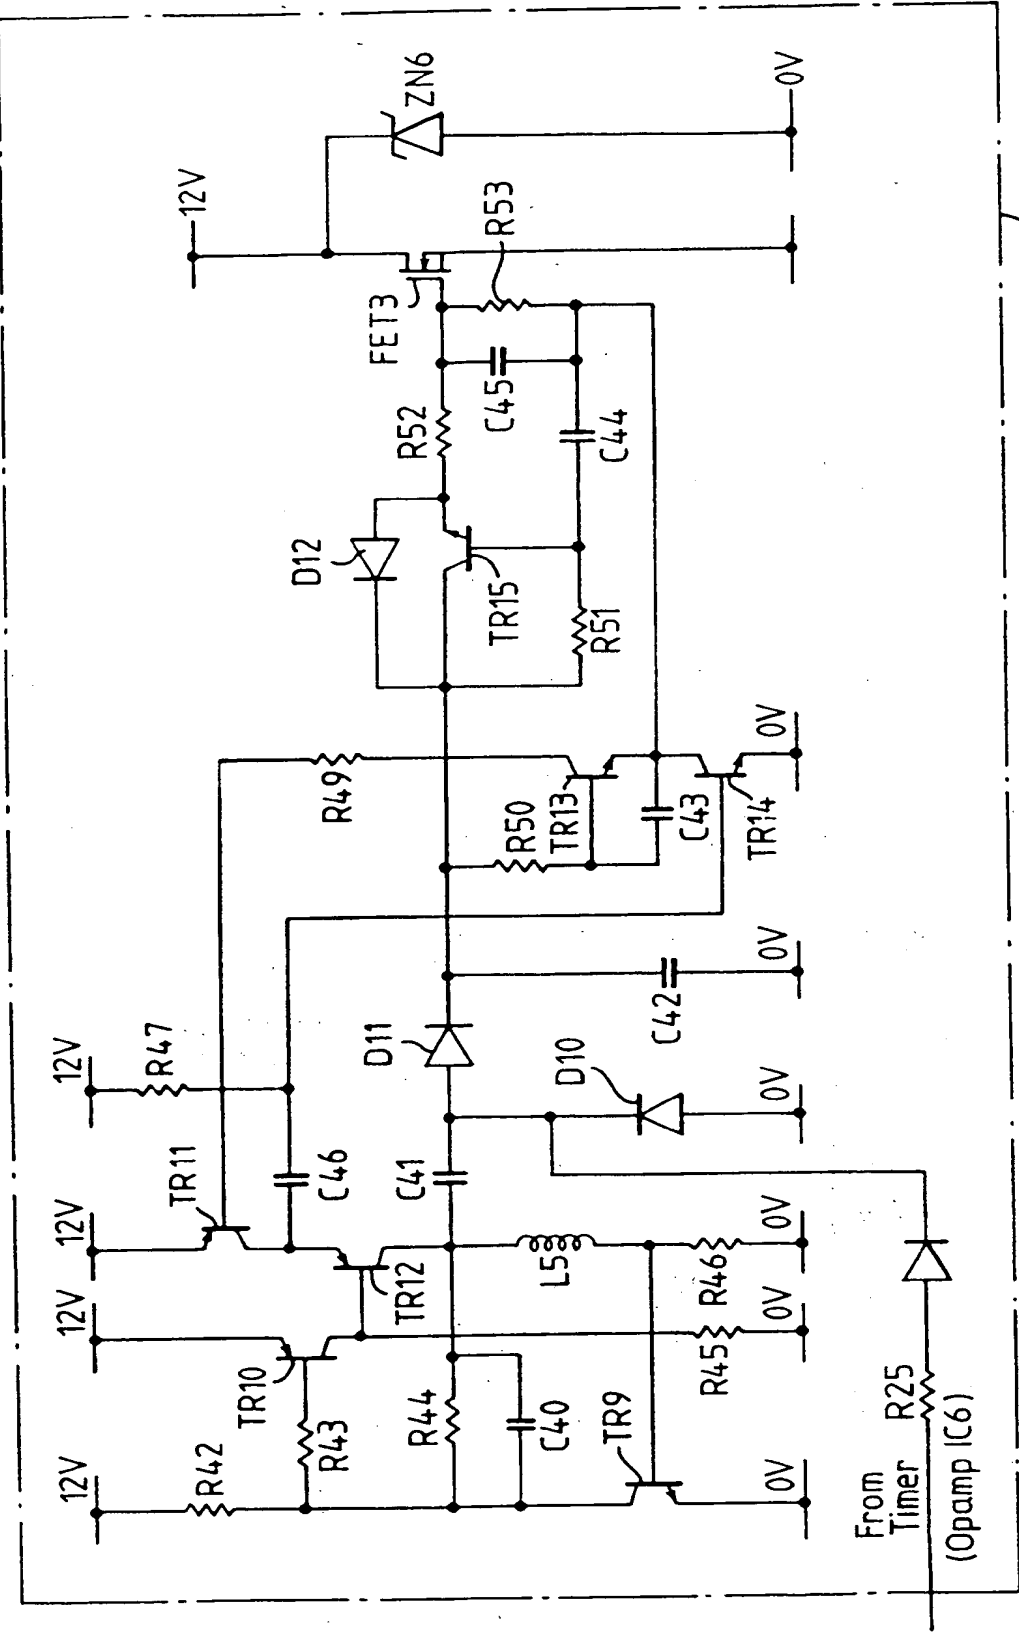 12V
R42
R43
TR10
R44
C40
TR9
0V
From
Timer
(Opamp IC6)
R25
12V
R45
0V
12V
TR11
TR12
L5
R46
0V
C46
C41
12V
R47
D11
D10
0V
C42
0V
R49
R50
TR13
C43
TR14
0V
D12
TR15
R51
R52
C45
C44
FET3
R53
12V
ZN6
0V